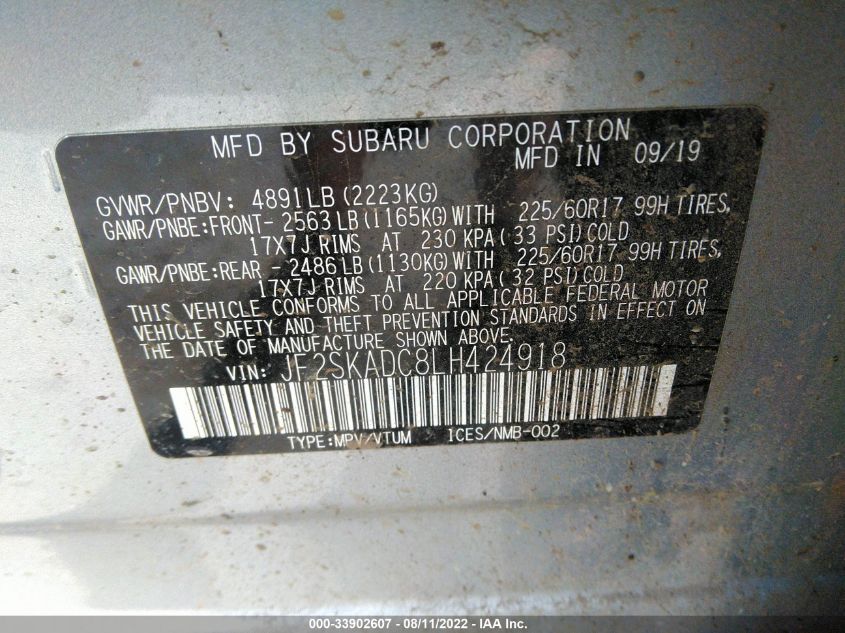 MFD BY SUBARU CORPORATION
MFD IN 09/19
GVWR/PNBV: 4891LB (2223KG)
GAWR/PNBE:FRONT- 2563LB(1165KG)WITH 225/60R17 99H TIRES,
17X7J RIMS AT 230 KPA( 33 PSI)COLD
GAWR/PNBE:REAR - 2486LB(1130KG)WITH 225/60R17 99H TIRES,
17X7J RIMS AT 220 KPA( 32 PSI)COLD
THIS VEHICLE CONFORMS TO ALL APPLICABLE FEDERAL MOTOR
VEHICLE SAFETY AND THEFT PREVENTION STANDARDS IN EFFECT ON
THE DATE OF MANUFACTURE SHOWN ABOVE.
VIN: JF2SKADC8LH424918
TYPE:MPV/VTUM ICES/NMB-002
000-33902607 - 08/11/2022 - IAA Inc.